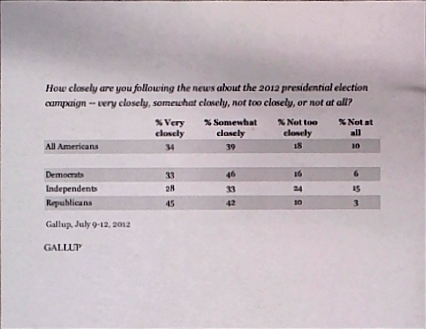 How closely are you following the news about the 2012 presidential election
campaign -- very closely, somewhat closely, not too closely, or not at all?
% Very closely % Somewhat closely % Not too closely % Not at all
All Americans 34 39 18 10
Democrats 33 46 16 6
Independents 28 33 24 15
Republicans 45 42 10 3
Gallup, July 9-12, 2012
GALLUP'